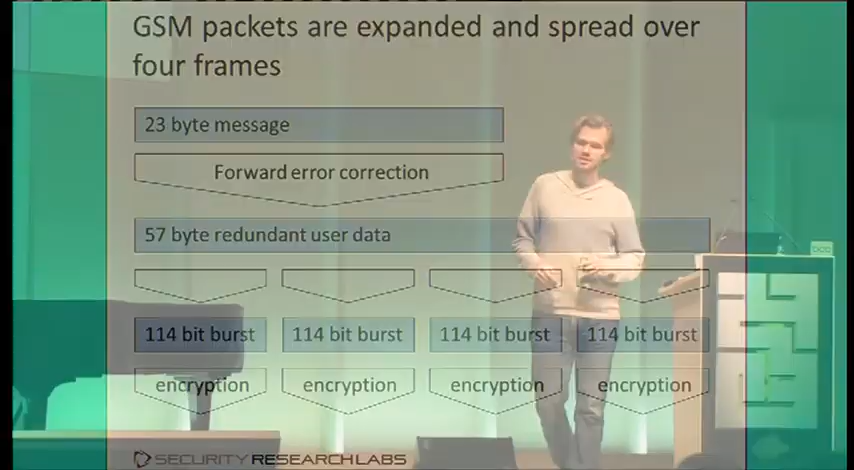 GSM packets are expanded and spread over
four frames
23 byte message
Forward error correction
57 byte redundant user data
114 bit burst 114 bit burst 114 bit burst 114 bit burst
encryption encryption encryption encryption
SECURITY RESEARCH LABS